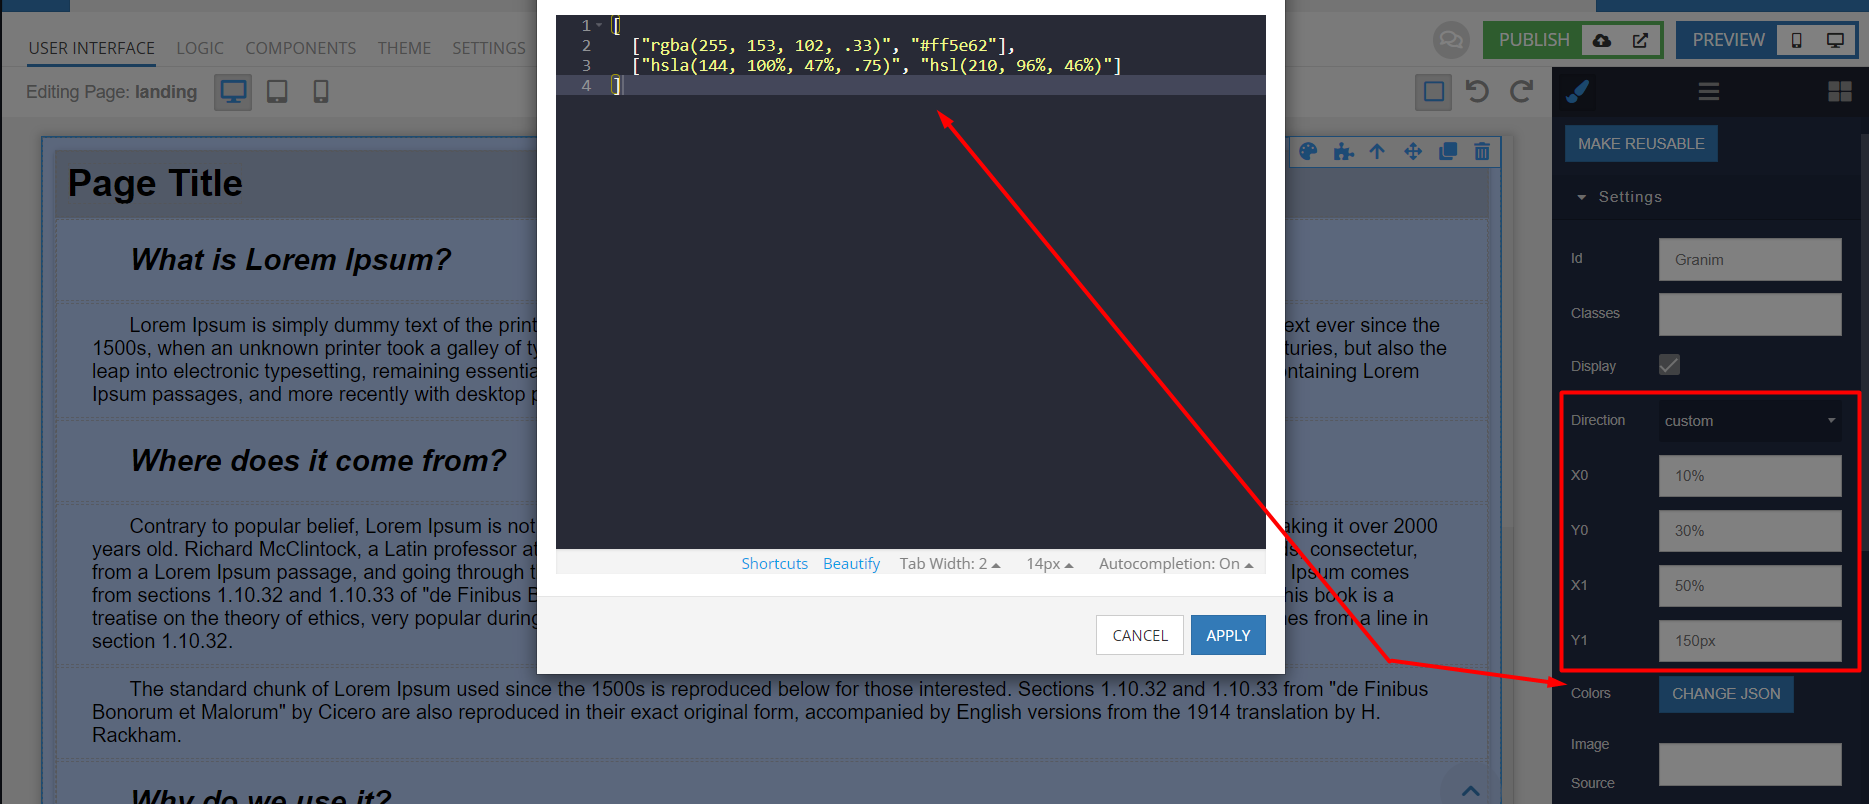 USER INTERFACE LOGIC COMPONENTS THEME SETTINGS
PUBLISH
PREVIEW
Editing Page: landing
Page Title
What is Lorem Ipsum?
Lorem Ipsum is simply dummy text of the print
ext ever since the
1500s, when an unknown printer took a galley of ty
turies, but also the
leap into electronic typesetting, remaining essentia
ntaining Lorem
Ipsum passages, and more recently with desktop p
Where does it come from?
Contrary to popular belief, Lorem Ipsum is not
aking it over 2000
years old. Richard McClintock, a Latin professor at
ls, consectetur,
from a Lorem Ipsum passage, and going through t
Ipsum comes
from sections 1.10.32 and 1.10.33 of "de Finibus B
his book is a
treatise on the theory of ethics, very popular during
es from a line in
section 1.10.32.
The standard chunk of Lorem Ipsum used since the 1500s is reproduced below for those interested. Sections 1.10.32 and 1.10.33 from "de Finibus
Bonorum et Malorum" by Cicero are also reproduced in their exact original form, accompanied by English versions from the 1914 translation by H.
Rackham.
Why do we use it?
1 [
2 ["rgba(255, 153, 102, .33)", "#ff5e62"],
3 ["hsla(144, 100%, 47%, .75)", "hsl(210, 96%, 46%)"]
4 ]
Shortcuts Beautify Tab Width: 2 14px Autocompletion: On
CANCEL APPLY
MAKE REUSABLE
Settings
Id Granim
Classes
Display
Direction custom
X0 10%
Y0 30%
X1 50%
Y1 150px
Colors CHANGE JSON
Image
Source